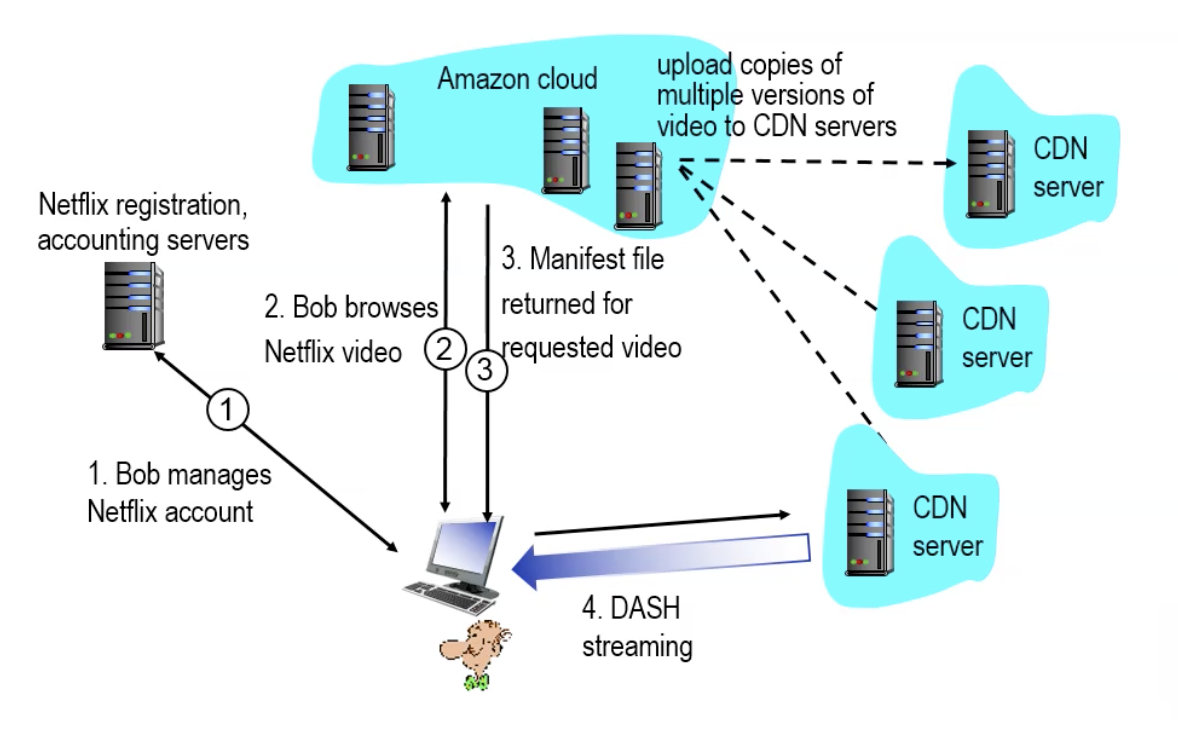 Amazon cloud
upload copies of
multiple versions of
video to CDN servers
CDN
server
Netflix registration,
accounting servers
3. Manifest file
returned for
requested video
2. Bob browses
Netflix video
2
3
CDN
server
1
1. Bob manages
Netflix account
CDN
server
4. DASH
streaming